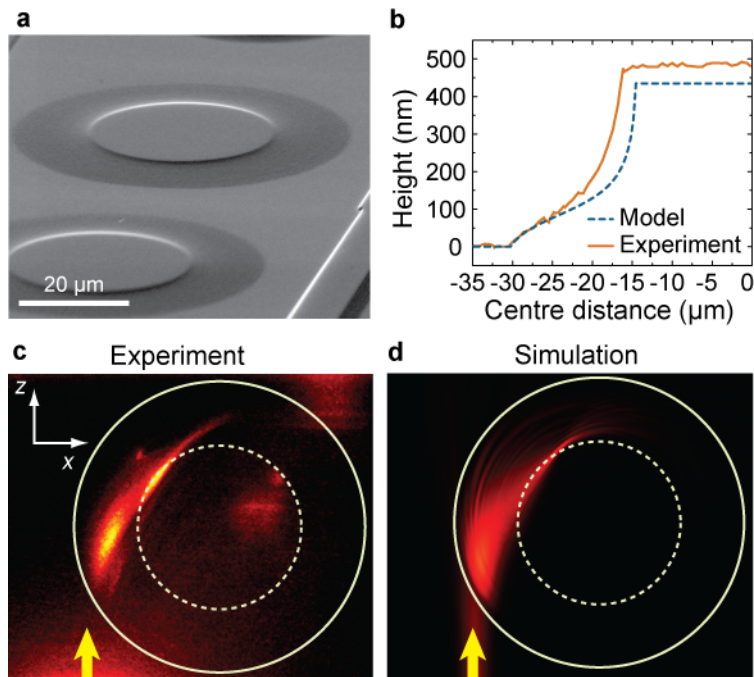 a
20 μm
b
Height (nm)
500
400
300
200
100
0
Model
Experiment
-35 -30 -25 -20 -15 -10 -5 0
Centre distance (μm)
c
Experiment
z
x
d
Simulation